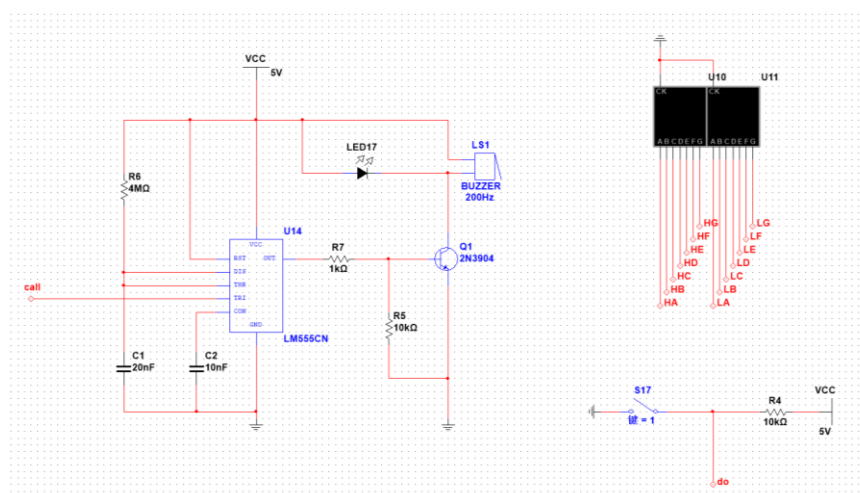 VCC
5V
R6
4MΩ
LED17
LS1
BUZZER
200Hz
U14
VCC
RST
DIS
THR
TRI
CON
OUT
GND
LM555CN
R7
1kΩ
Q1
2N3904
R5
10kΩ
call
C1
20nF
C2
10nF
U10
U11
CK
CK
A B C D E F G
A B C D E F G
HG
HF
HE
HD
HC
HB
HA
LG
LF
LE
LD
LC
LB
LA
S17
键 = 1
R4
10kΩ
VCC
5V
do